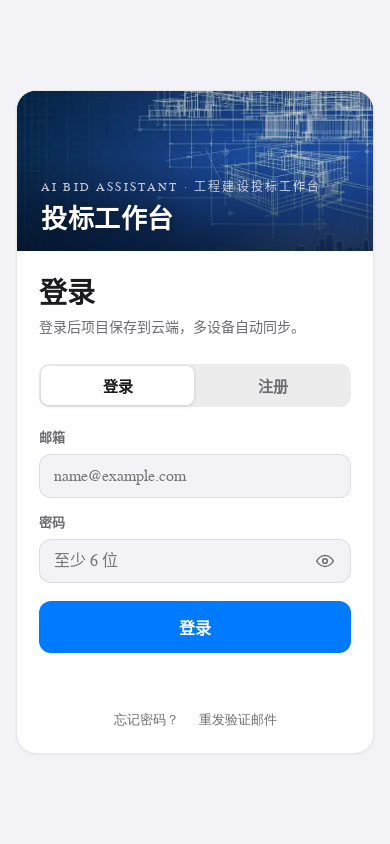 AI BID ASSISTANT · 工程建设投标工作台
投标工作台
登录
登录后项目保存到云端，多设备自动同步。
登录 注册
邮箱
name@example.com
密码
至少 6 位
登录
忘记密码？ 重发验证邮件